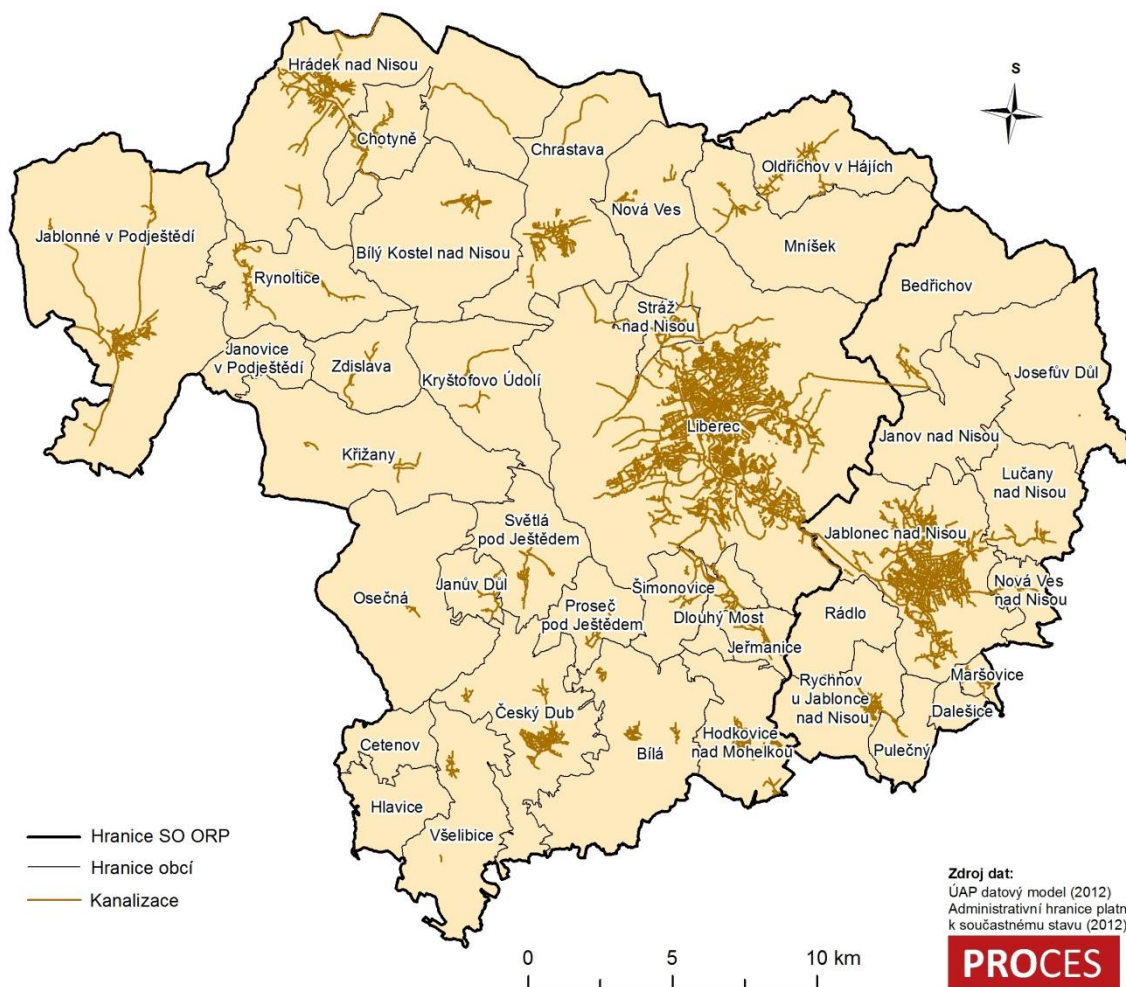 Hrádek nad Nisou
S
Chotyně
Chrastava
Oldřichov v Hájích
Jablonné v Podještědí
Nová Ves
Bílý Kostel nad Nisou
Mníšek
Rynoltice
Bedřichov
Stráž
nad Nisou
Janovice
v Podještědí
Zdislava
Kryštofovo Údolí
Josefův Důl
Liberec
Janov nad Nisou
Křižany
Lučany
nad Nisou
Světlá
pod Ještědem
Jablonec nad Nisou
Janův Důl
Šimonovice
Nová Ves
nad Nisou
Osečná
Proseč
pod Ještědem
Dlouhý Most
Rádlo
Jeřmanice
Maršovice
Rychnov
u Jablonce
nad Nisou
Dalešice
Český Dub
Hodkovice
nad Mohelkou
Cetenov
Bílá
Pulečný
Hlavice
Všelibice
Hranice SO ORP
Hranice obcí
Kanalizace
Zdroj dat:
ÚAP datový model (2012)
Administrativní hranice platn
k součastnému stavu (2012)
0 5 10 km
PROCES